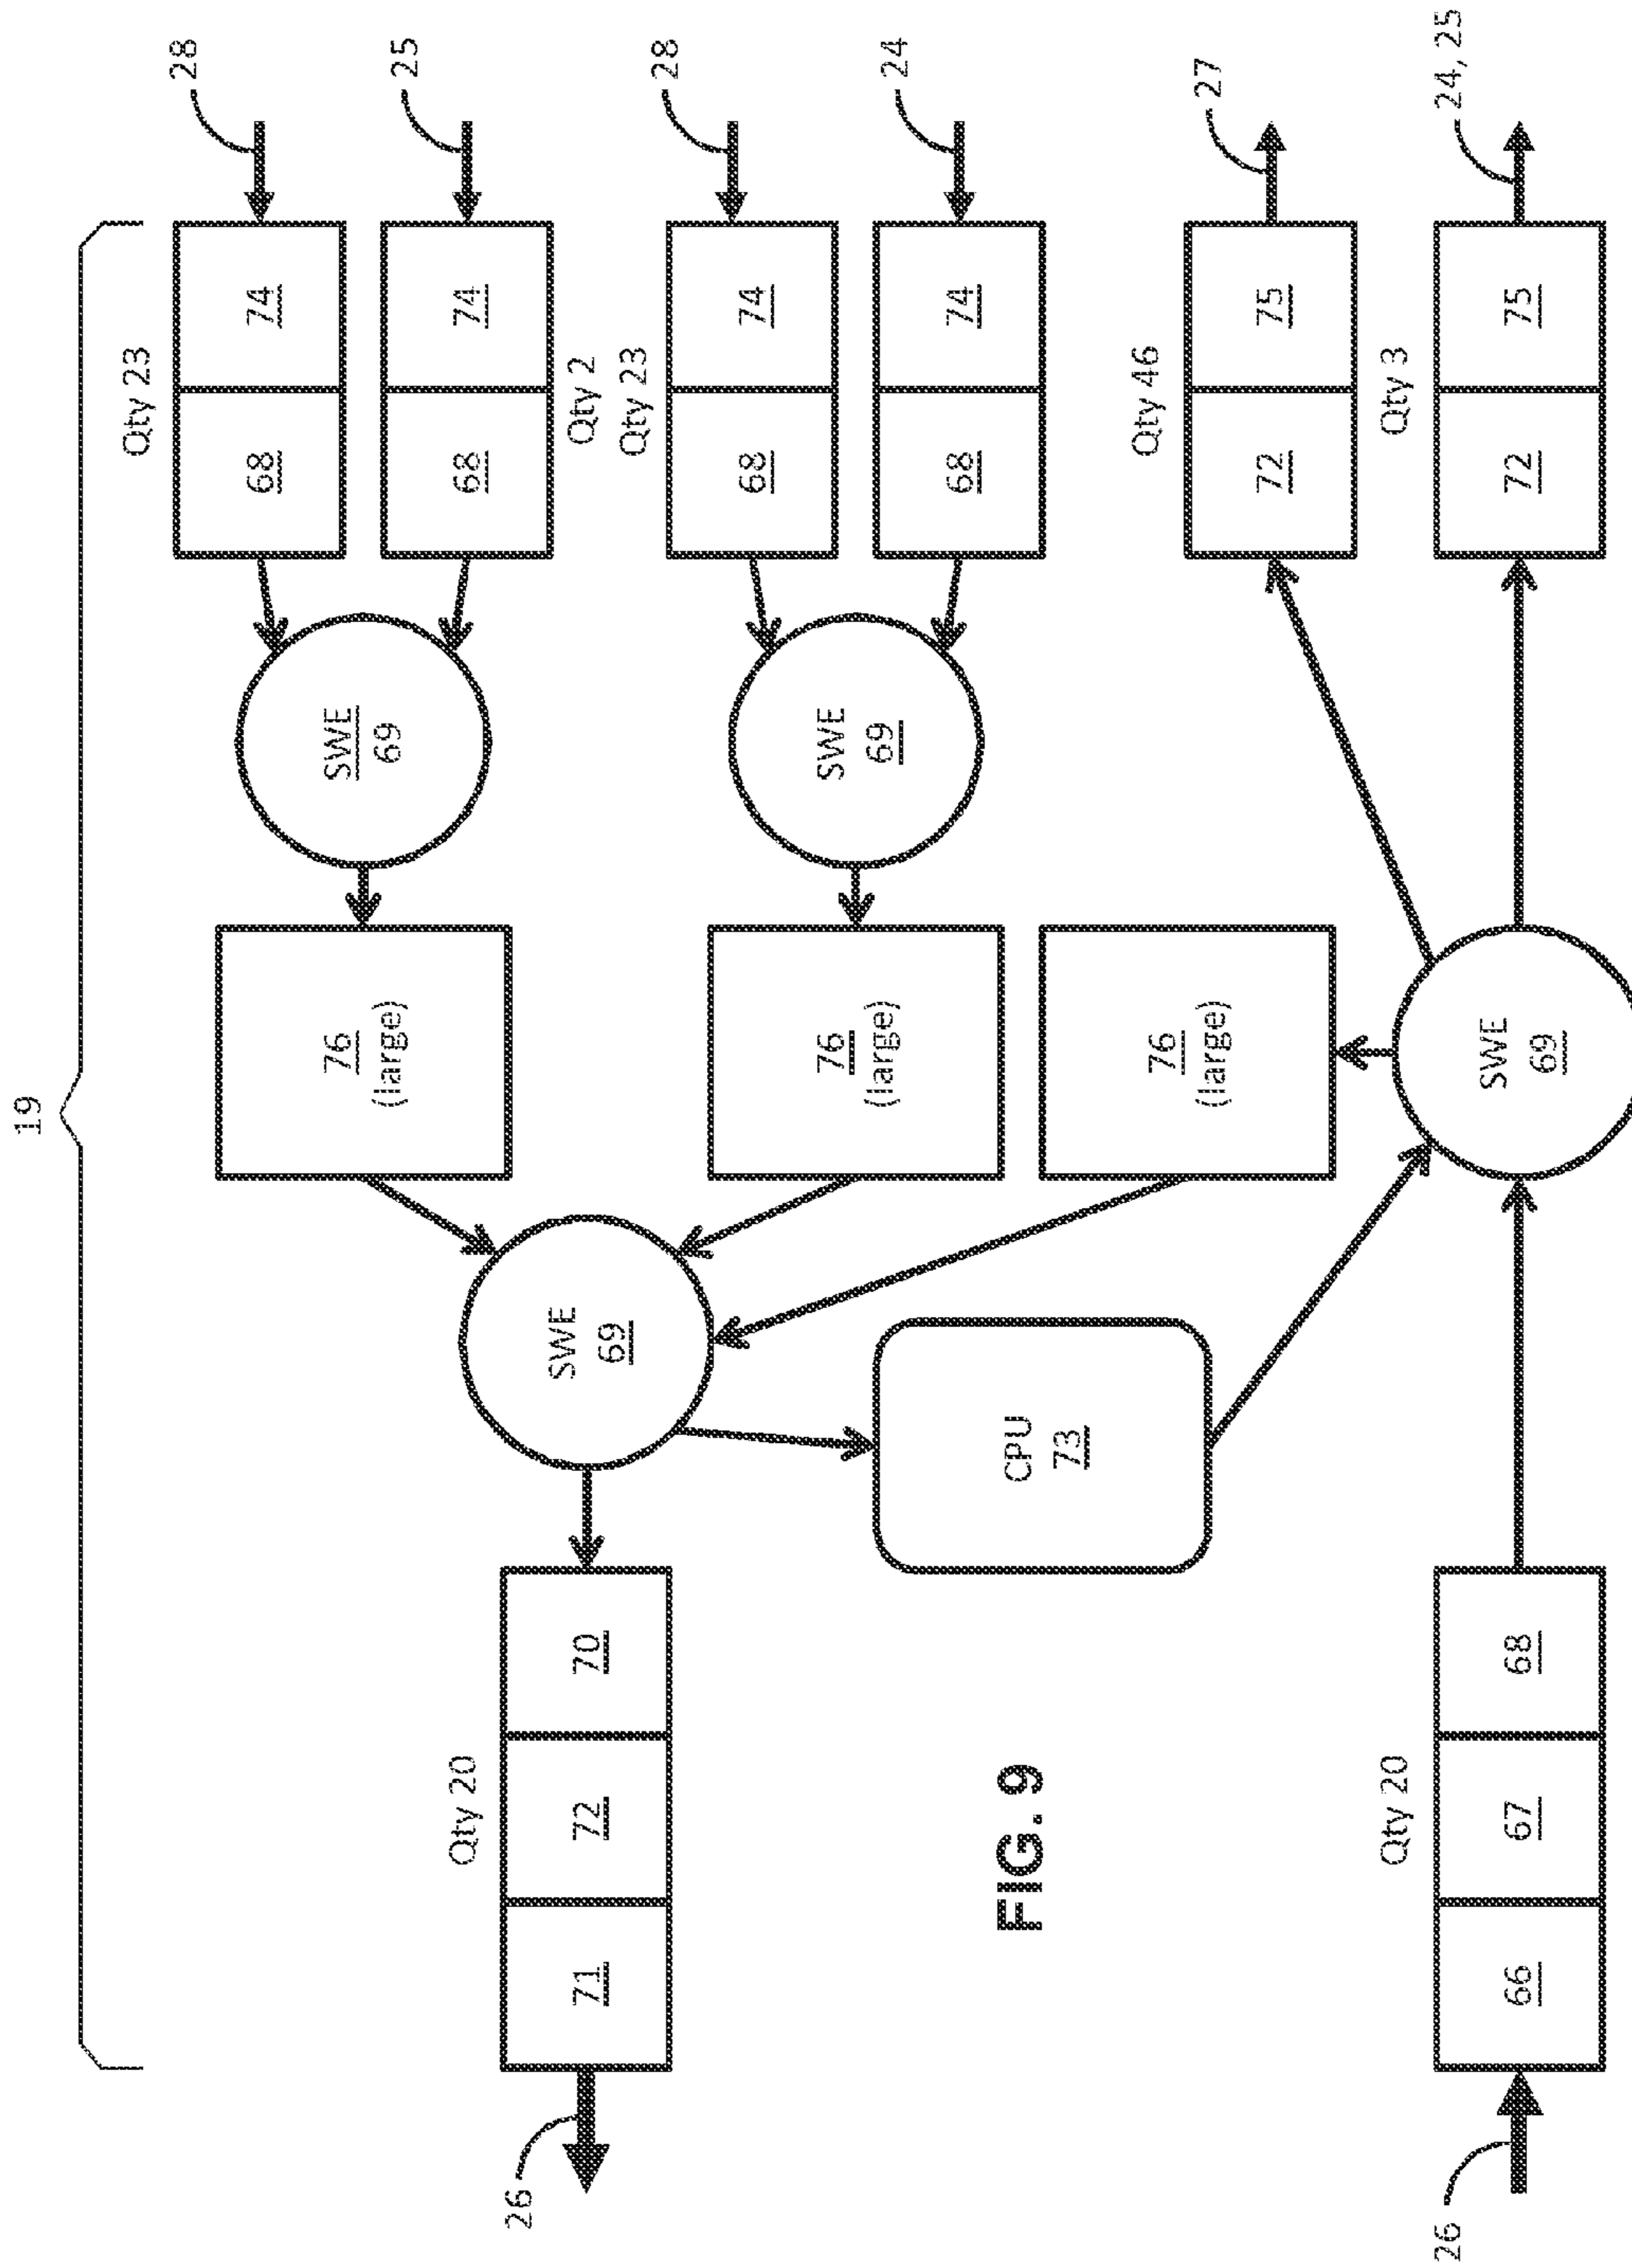 19
Qty 23
28
68 74
25
SWE
69
76
(large)
68 74
Qty 20
26
71 72 70
SWE
69
Qty 2
Qty 23
28
68 74
76
(large)
SWE
69
24
68 74
FIG. 9
CPU
73
76
(large)
Qty 46
27
72 75
Qty 20
Qty 3
26
24, 25
66 67 68
SWE
69
72 75